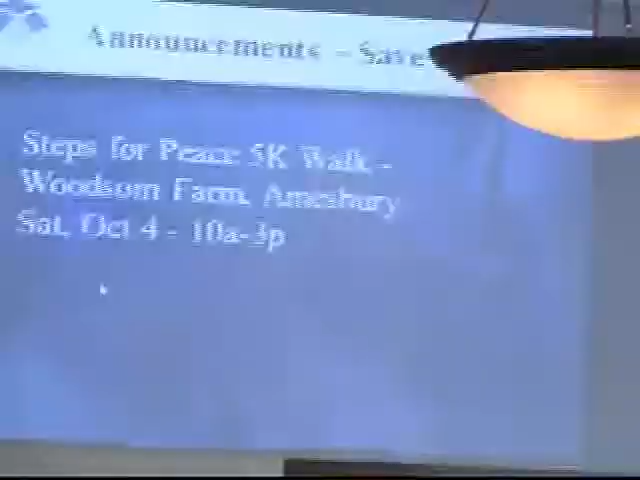 Announcements - Save
Steps for Peace 5K Walk -
Woodsom Farm, Amesbury
Sat, Oct 4 - 10a-3p